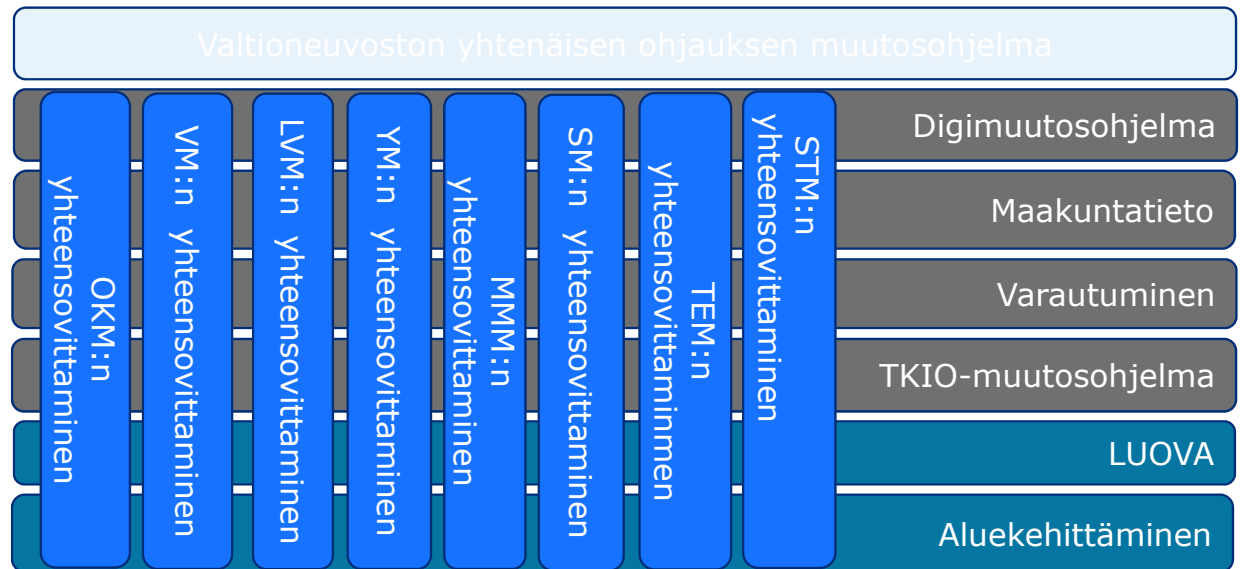 Valtioneuvoston yhtenäisen ohjauksen muutosohjelma
OKM:n
yhteensovittaminen
VM:n yhteensovittaminen
LVM:n yhteensovittaminen
YM:n yhteensovittaminen
MMM:n
yhteensovittaminen
SM:n yhteensovittaminen
TEM:n
yhteensovittaminmen
STM:n
yhteensovittaminen
Digimuutosohjelma
Maakuntatieto
Varautuminen
TKIO-muutosohjelma
LUOVA
Aluekehittäminen